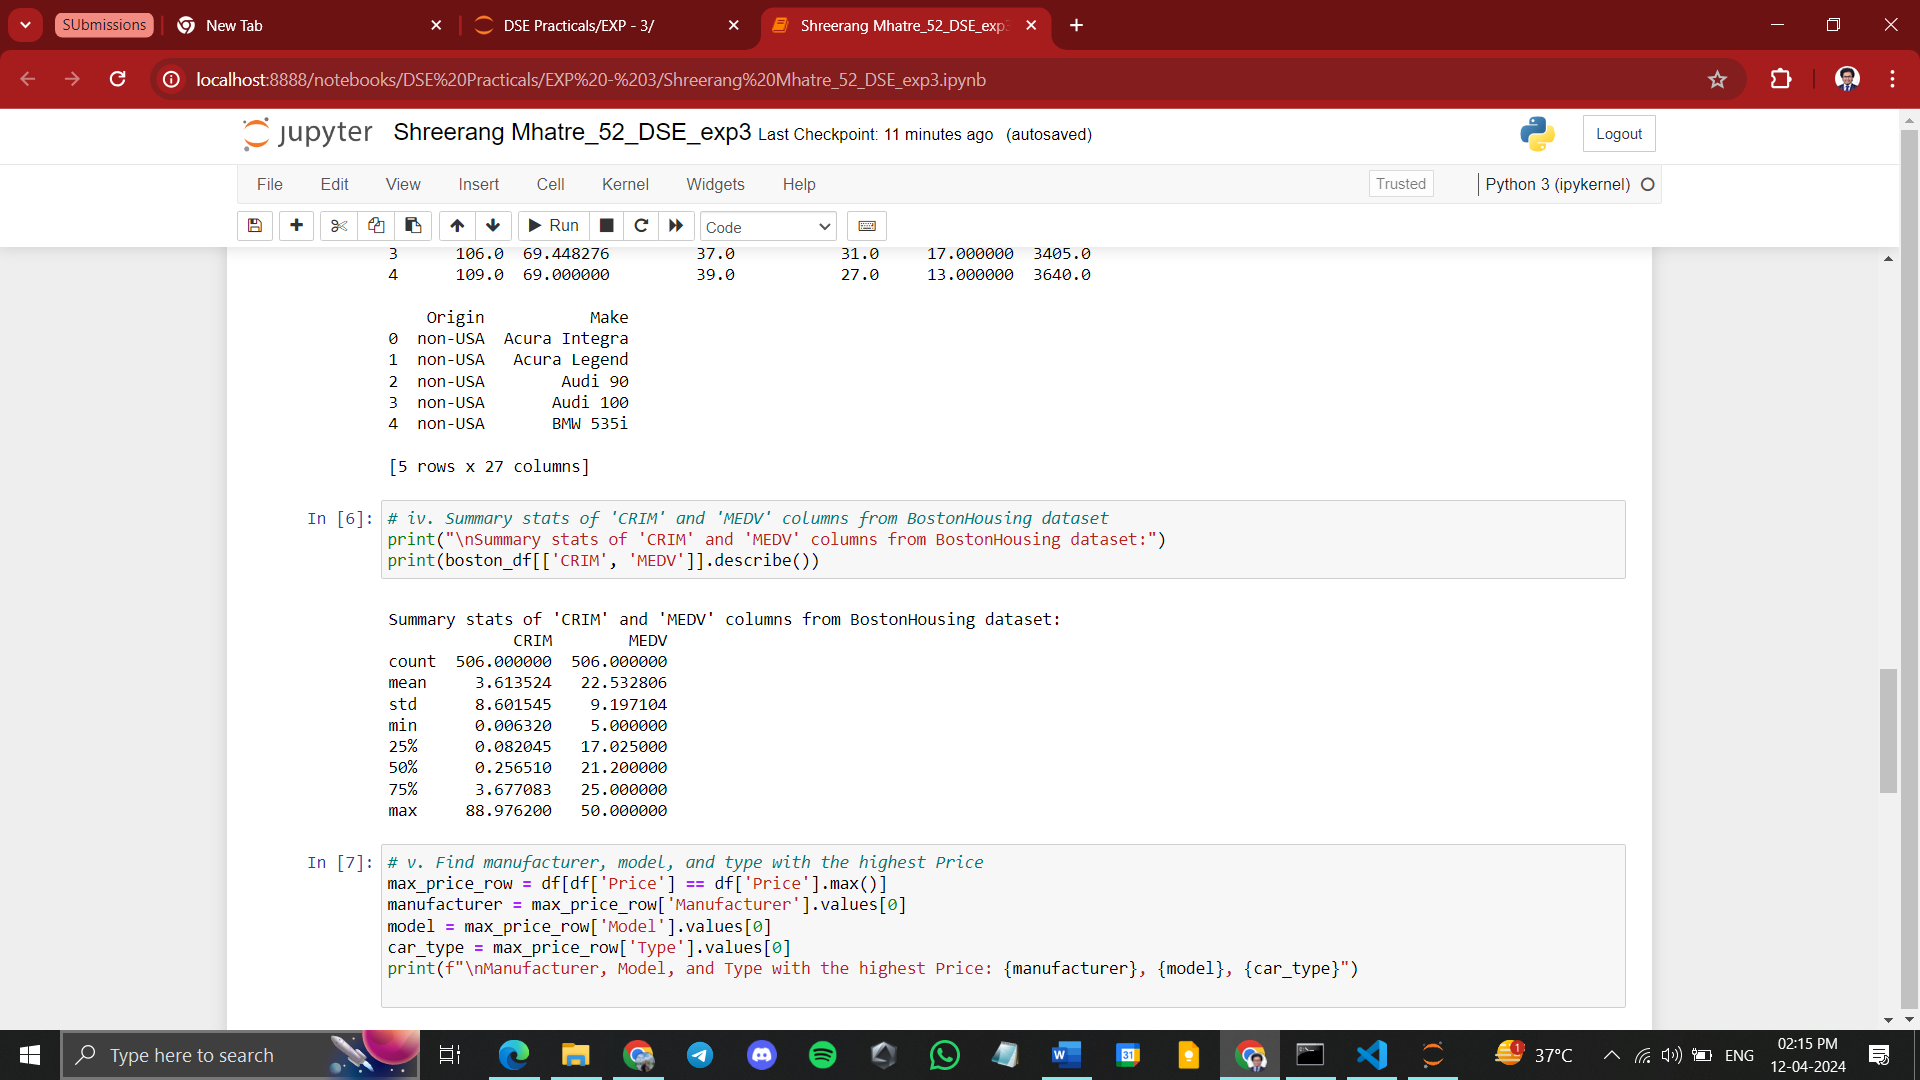 SUbmissions
New Tab
DSE Practicals/EXP - 3/
Shreerang Mhatre_52_DSE_exp3
localhost:8888/notebooks/DSE%20Practicals/EXP%20-%203/Shreerang%20Mhatre_52_DSE_exp3.ipynb
jupyter Shreerang Mhatre_52_DSE_exp3 Last Checkpoint: 11 minutes ago (autosaved)
Logout
File Edit View Insert Cell Kernel Widgets Help
Trusted
Python 3 (ipykernel)
Run
Code
3 106.0 69.448276 37.0 31.0 17.000000 3405.0
4 109.0 69.000000 39.0 27.0 13.000000 3640.0
Origin Make
0 non-USA Acura Integra
1 non-USA Acura Legend
2 non-USA Audi 90
3 non-USA Audi 100
4 non-USA BMW 535i
[5 rows x 27 columns]
In [6]: # iv. Summary stats of 'CRIM' and 'MEDV' columns from BostonHousing dataset
print("\nSummary stats of 'CRIM' and 'MEDV' columns from BostonHousing dataset:")
print(boston_df[['CRIM', 'MEDV']].describe())
Summary stats of 'CRIM' and 'MEDV' columns from BostonHousing dataset:
CRIM MEDV
count 506.000000 506.000000
mean 3.613524 22.532806
std 8.601545 9.197104
min 0.006320 5.000000
25% 0.082045 17.025000
50% 0.256510 21.200000
75% 3.677083 25.000000
max 88.976200 50.000000
In [7]: # v. Find manufacturer, model, and type with the highest Price
max_price_row = df[df['Price'] == df['Price'].max()]
manufacturer = max_price_row['Manufacturer'].values[0]
model = max_price_row['Model'].values[0]
car_type = max_price_row['Type'].values[0]
print(f"\nManufacturer, Model, and Type with the highest Price: {manufacturer}, {model}, {car_type}")
Type here to search
31
1
37°C
ENG
02:15 PM
12-04-2024